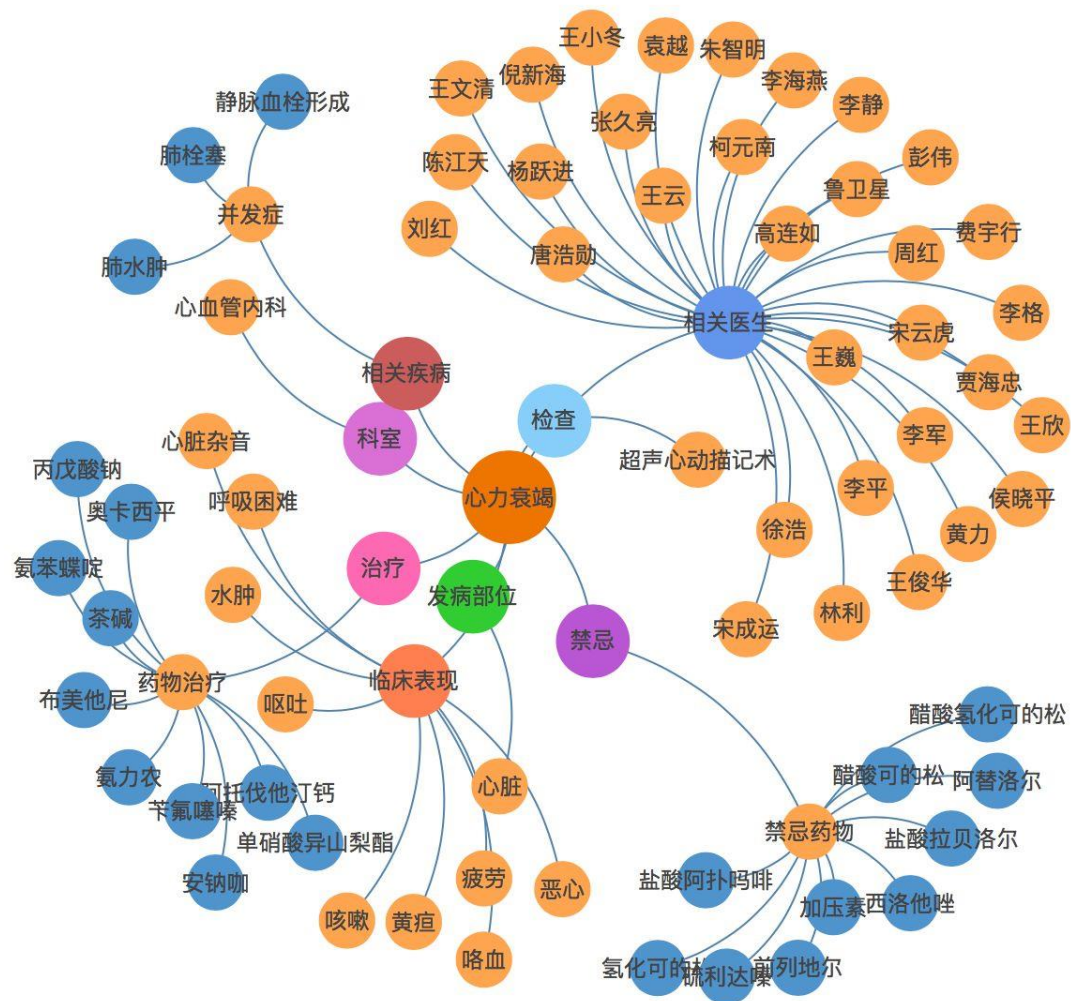 王小冬
袁越
朱智明
倪新海
李海燕
王文清
静脉血栓形成
张久亮
李静
柯元南
肺栓塞
陈江天
杨跃进
彭伟
鲁卫星
王云
并发症
刘红
高连如
费宇行
唐浩勋
周红
肺水肿
心血管内科
李格
相关医生
宋云虎
王巍
相关疾病
贾海忠
检查
王欣
科室
李军
心脏杂音
超声心动描记术
丙戊酸钠
李平
心力衰竭
侯晓平
呼吸困难
奥卡西平
徐浩
黄力
氨苯蝶啶
治疗
王俊华
水肿
发病部位
茶碱
林利
宋成运
禁忌
药物治疗
临床表现
布美他尼
呕吐
醋酸氢化可的松
氨力农
醋酸可的松
阿替洛尔
心脏
阿托伐他汀钙
苄氟噻嗪
禁忌药物
盐酸拉贝洛尔
单硝酸异山梨酯
盐酸阿扑吗啡
疲劳
恶心
安钠咖
西洛他唑
加压素
咳嗽
黄疸
咯血
氢化可的松
硫利达嗪
前列地尔